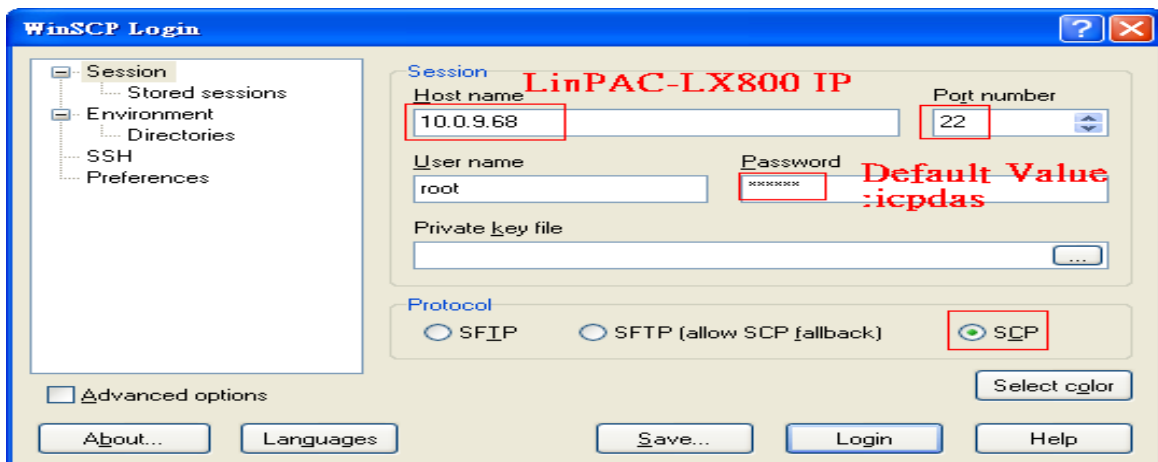 WinSCP Login
Session
Stored sessions
Environment
Directories
SSH
Preferences
Session
LinPAC-LX800 IP
Host name
Port number
10.0.9.68
22
User name
Password
root
******
Default Value
:icpdas
Private key file
...
Protocol
SFTP
SFTP (allow SCP fallback)
SCP
Select color
Advanced options
About...
Languages
Save...
Login
Help